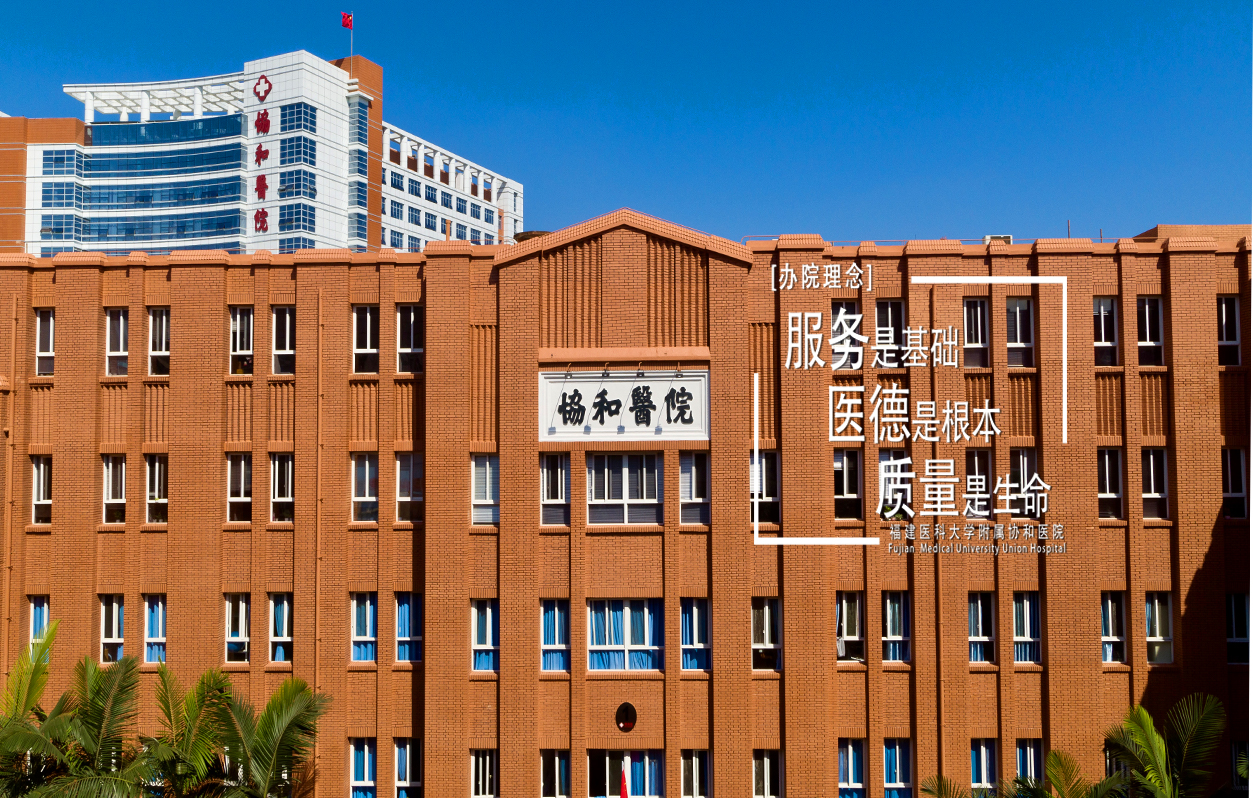 協和醫院
協和醫院
[办院理念]
服务是基础
医德是根本
质量是生命
福建医科大学附属协和医院
Fujian Medical University Union Hospital